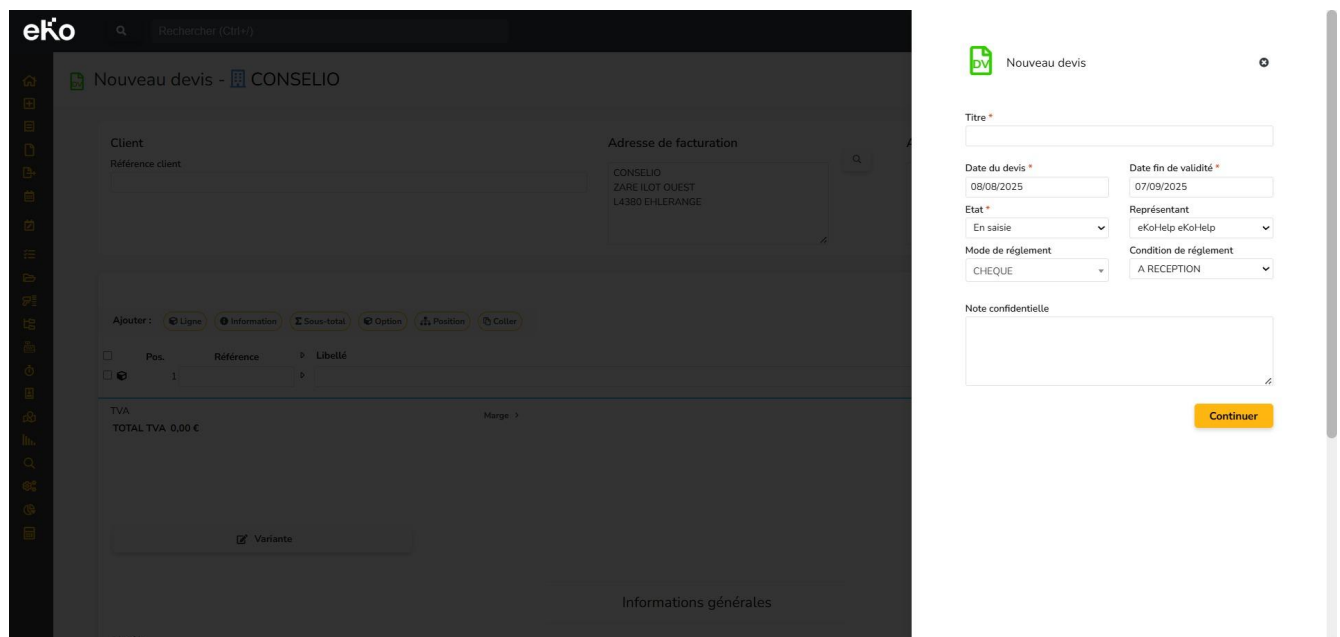 eKo
Rechercher (Ctrl+/)
Nouveau devis - CONSELIO
Client
Référence client
Adresse de facturation
CONSELIO
ZARE ILOT OUEST
L4380 EHLERANGE
Ajouter :
Ligne
Information
Sous-total
Option
Position
Coller
Pos.
Référence
Libellé
1
TVA
Marge >
TOTAL TVA 0,00 €
Variante
Informations générales
DV
Nouveau devis
Titre *
Date du devis *
Date fin de validité *
08/08/2025
07/09/2025
Etat *
Représentant
En saisie
eKoHelp eKoHelp
Mode de réglement
Condition de réglement
CHEQUE
A RECEPTION
Note confidentielle
Continuer